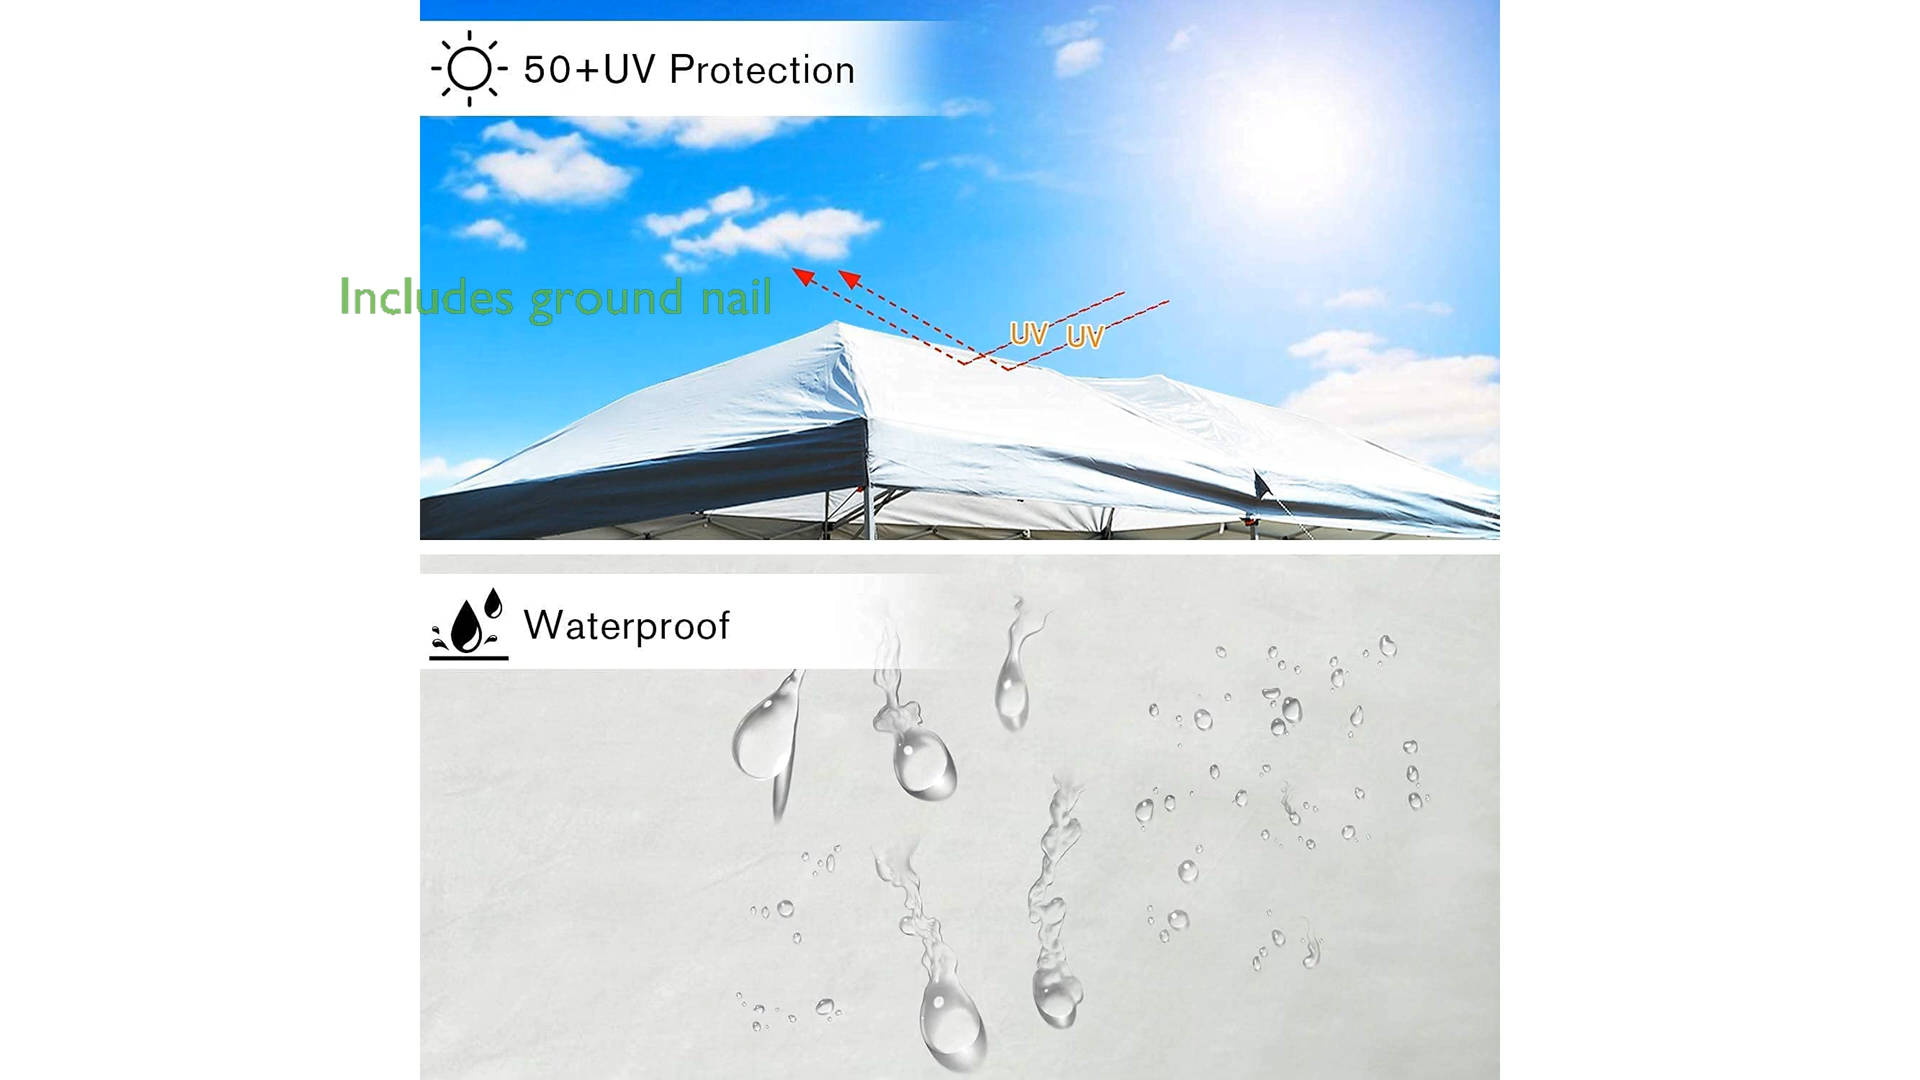 50+UV Protection
Includes ground nail
UV UV
Waterproof